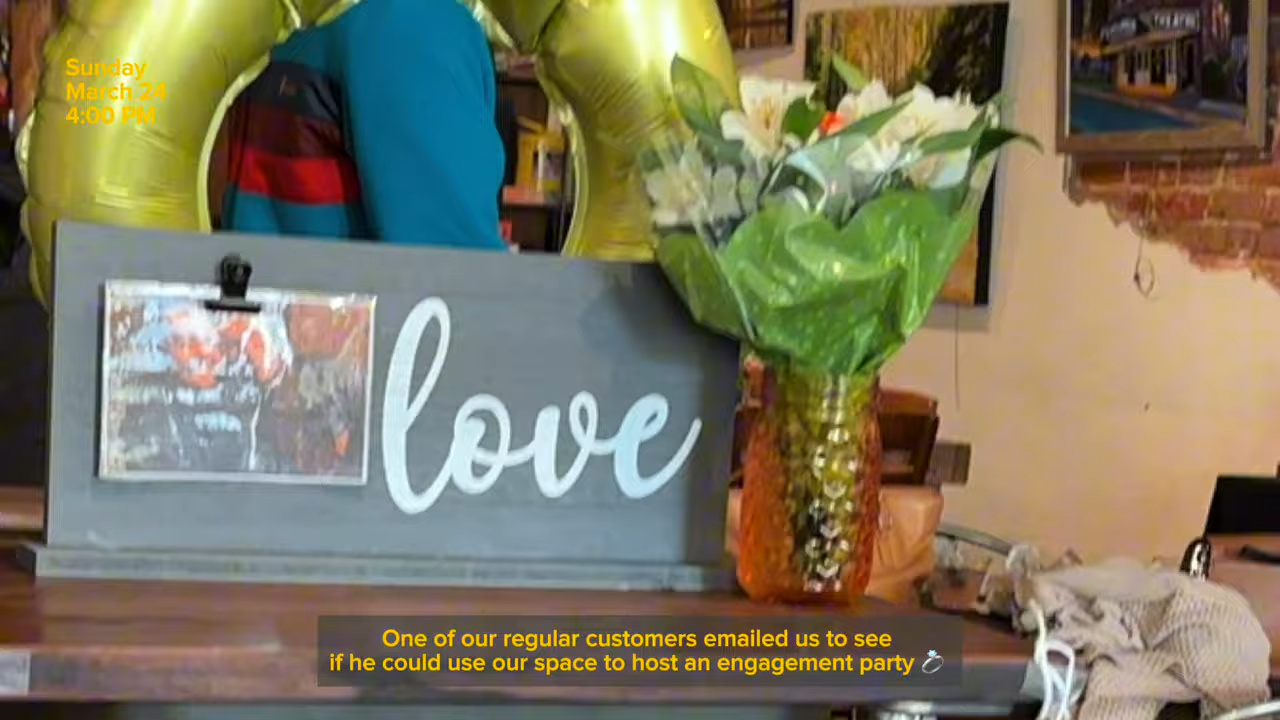 Sunday
March 24
4:00 PM
love
One of our regular customers emailed us to see
if he could use our space to host an engagement party 💍